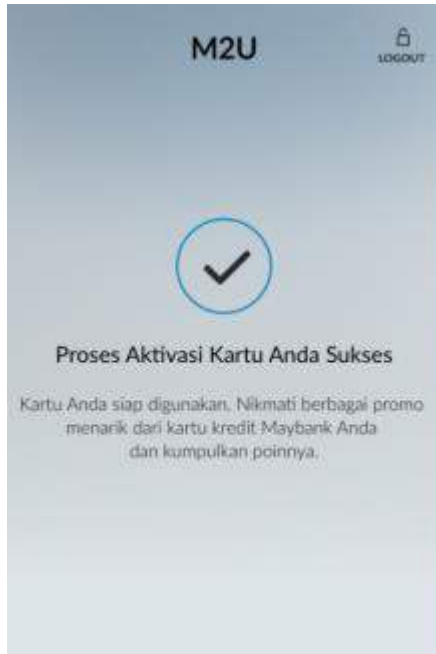 M2U
LOGOUT
Proses Aktivasi Kartu Anda Sukses
Kartu Anda siap digunakan. Nikmati berbagai promo
menarik dari kartu kredit Maybank Anda
dan kumpulkan poinnya.